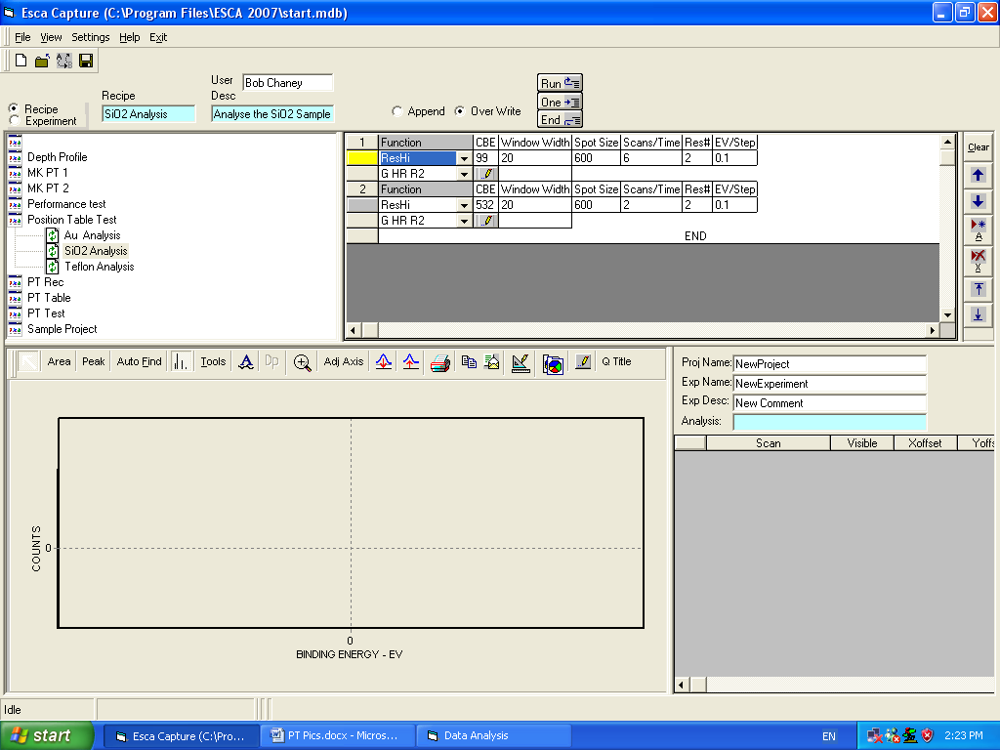 Esca Capture (C:\Program Files\ESCA 2007\start.mdb)
File View Settings Help Exit
User Bob Chaney
Recipe Desc
Recipe
Experiment
SiO2 Analysis
Analyse the SiO2 Sample
Append Over Write
Run
One
End
Depth Profile
MK PT 1
MK PT 2
Performance test
Position Table Test
Au Analysis
SiO2 Analysis
Teflon Analysis
PT Rec
PT Table
PT Test
Sample Project
1 Function CBE Window Width Spot Size Scans/Time Res# EV/Step
ResHi 99 20 600 6 2 0.1
G HR R2
2 Function CBE Window Width Spot Size Scans/Time Res# EV/Step
ResHi 532 20 600 2 2 0.1
G HR R2
END
Clear
A
X
Area Peak Auto Find Tools A Dp Adj Axis Q Title
COUNTS
0
0
BINDING ENERGY - EV
Proj Name: NewProject
Exp Name: NewExperiment
Exp Desc: New Comment
Analysis:
Scan Visible Xoffset Yoffs
Idle
start
Esca Capture (C:\Pro...
PT Pics.docx - Micros...
Data Analysis
EN
2:23 PM